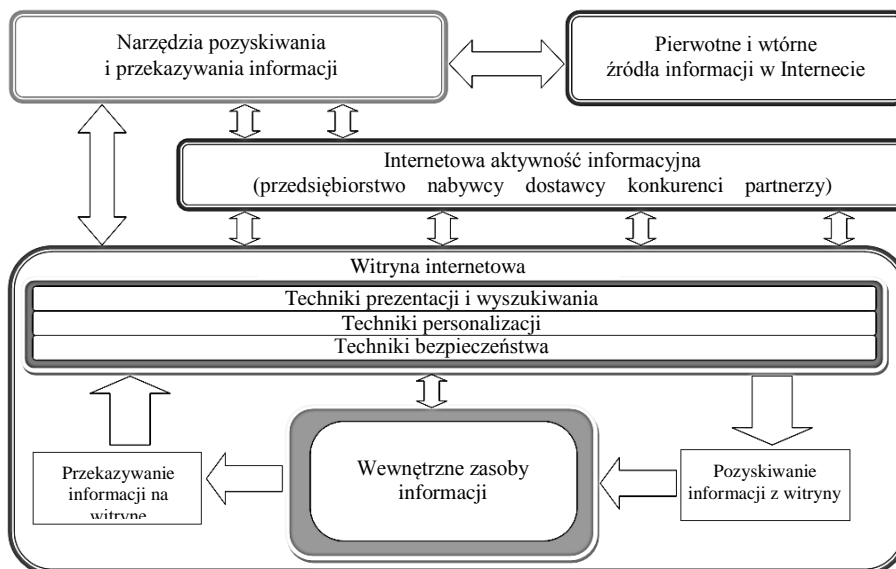 Narzędzia pozyskiwania
i przekazywania informacji
Pierwotne i wtórne
źródła informacji w Internecie
Internetowa aktywność informacyjna
(przedsiębiorstwo nabywcy dostawcy konkurenci partnerzy)
Witryna internetowa
Techniki prezentacji i wyszukiwania
Techniki personalizacji
Techniki bezpieczeństwa
Przekazywanie
informacji na
witrynę
Wewnętrzne zasoby
informacji
Pozyskiwanie
informacji z witryny